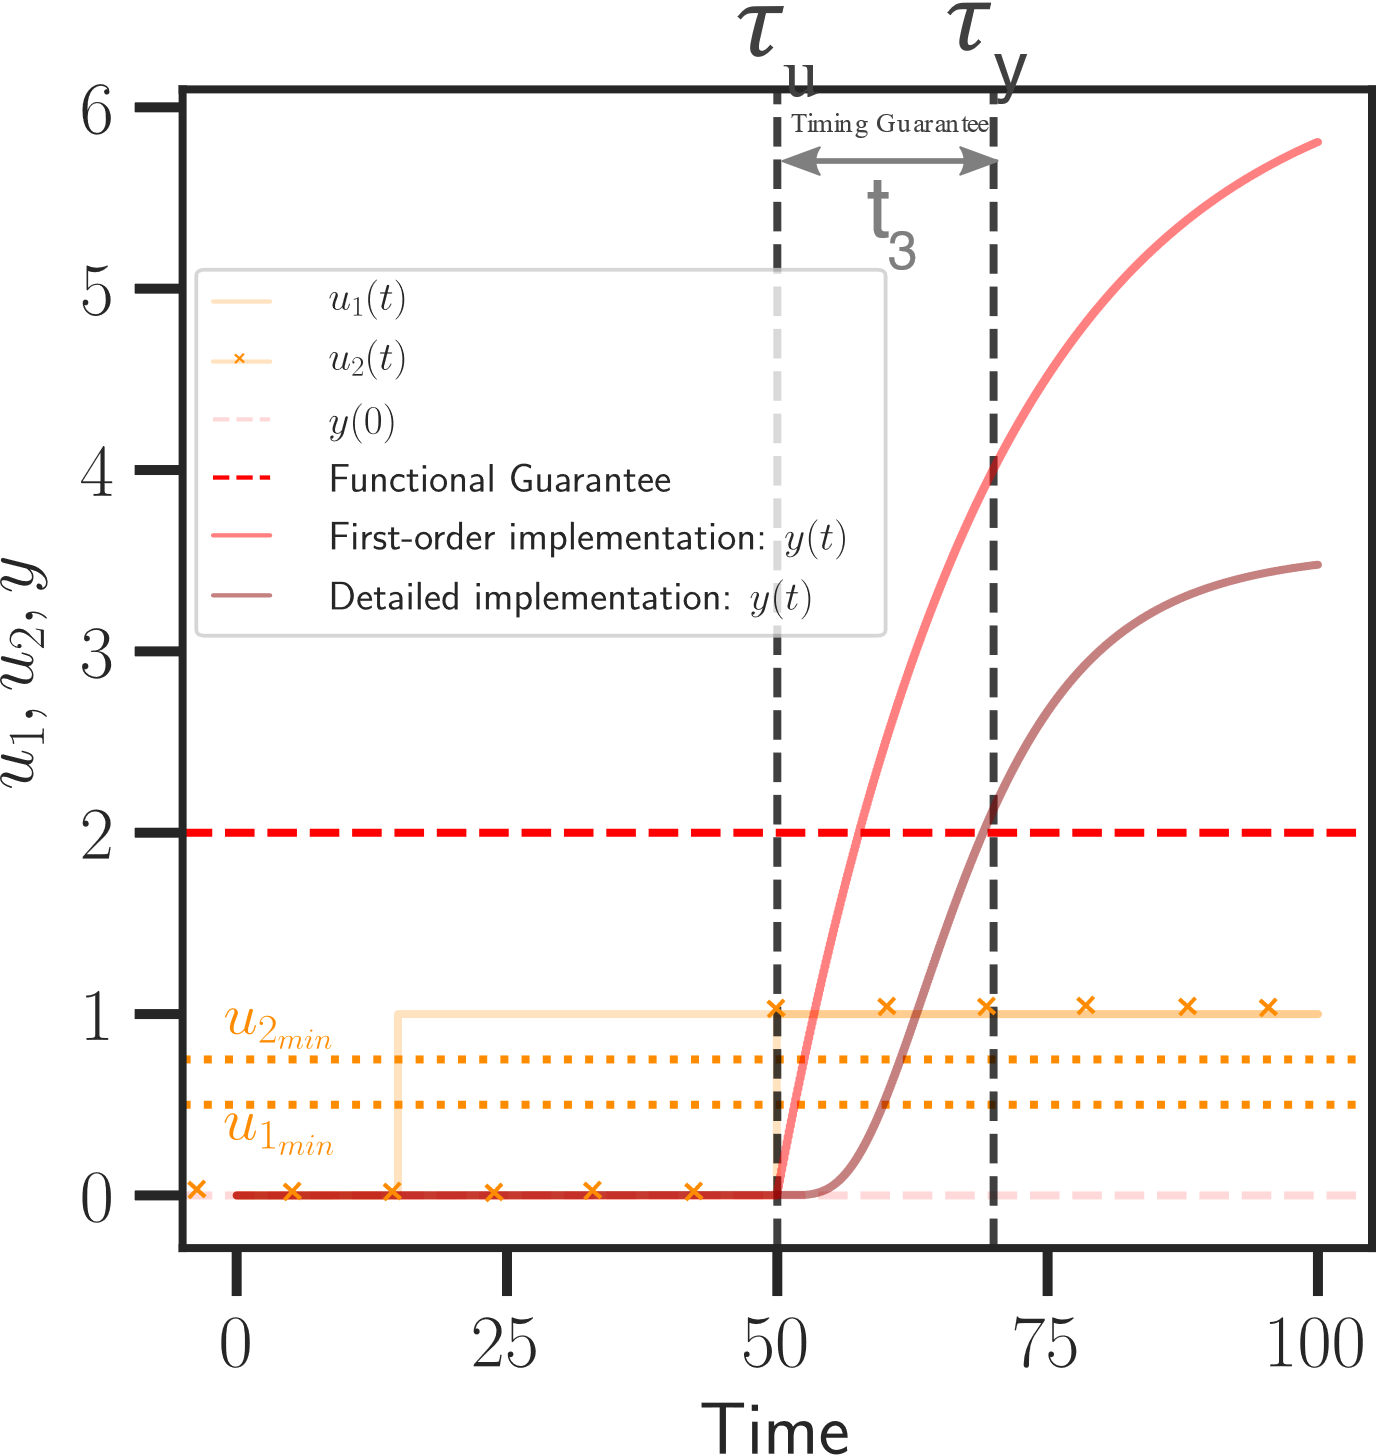 τu τy
Timing Guarantee
t3
u1(t)
u2(t)
y(0)
Functional Guarantee
First-order implementation: y(t)
Detailed implementation: y(t)
u2min
u1min
u1, u2, y
6
5
4
3
2
1
0
0 25 50 75 100
Time